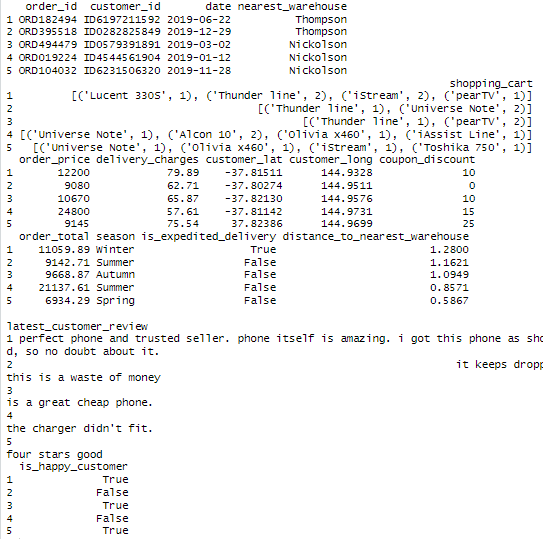 order_id customer_id date nearest_warehouse
1 ORD182494 ID6197211592 2019-06-22 Thompson
2 ORD395518 ID0282825849 2019-12-29 Thompson
3 ORD494479 ID0579391891 2019-03-02 Nickolson
4 ORD019224 ID4544561904 2019-01-12 Nickolson
5 ORD104032 ID6231506320 2019-11-28 Nickolson
shopping_cart
1 [('Lucent 330S', 1), ('Thunder line', 2), ('iStream', 2), ('pearTV', 1)]
2 [('Thunder line', 1), ('Universe Note', 2)]
3 [('Thunder line', 1), ('pearTV', 2)]
4 [('Universe Note', 1), ('Alcon 10', 2), ('Olivia x460', 1), ('iAssist Line', 1)]
5 [('Universe Note', 1), ('Olivia x460', 1), ('iStream', 1), ('Toshika 750', 1)]
order_price delivery_charges customer_lat customer_long coupon_discount
1 12200 79.89 -37.81511 144.9328 10
2 9080 62.71 -37.80274 144.9511 0
3 10670 65.87 -37.82130 144.9576 10
4 24800 57.61 -37.81142 144.9731 15
5 9145 75.54 37.82386 144.9699 25
order_total season is_expedited_delivery distance_to_nearest_warehouse
1 11059.89 Winter True 1.2800
2 9142.71 Summer False 1.1621
3 9668.87 Autumn False 1.0949
4 21137.61 Summer False 0.8571
5 6934.29 Spring False 0.5867
latest_customer_review
1 perfect phone and trusted seller. phone itself is amazing. i got this phone as sho
d, so no doubt about it.
2 it keeps dropp
this is a waste of money
3
is a great cheap phone.
4
the charger didn't fit.
5
four stars good
is_happy_customer
1 True
2 False
3 True
4 False
5 True